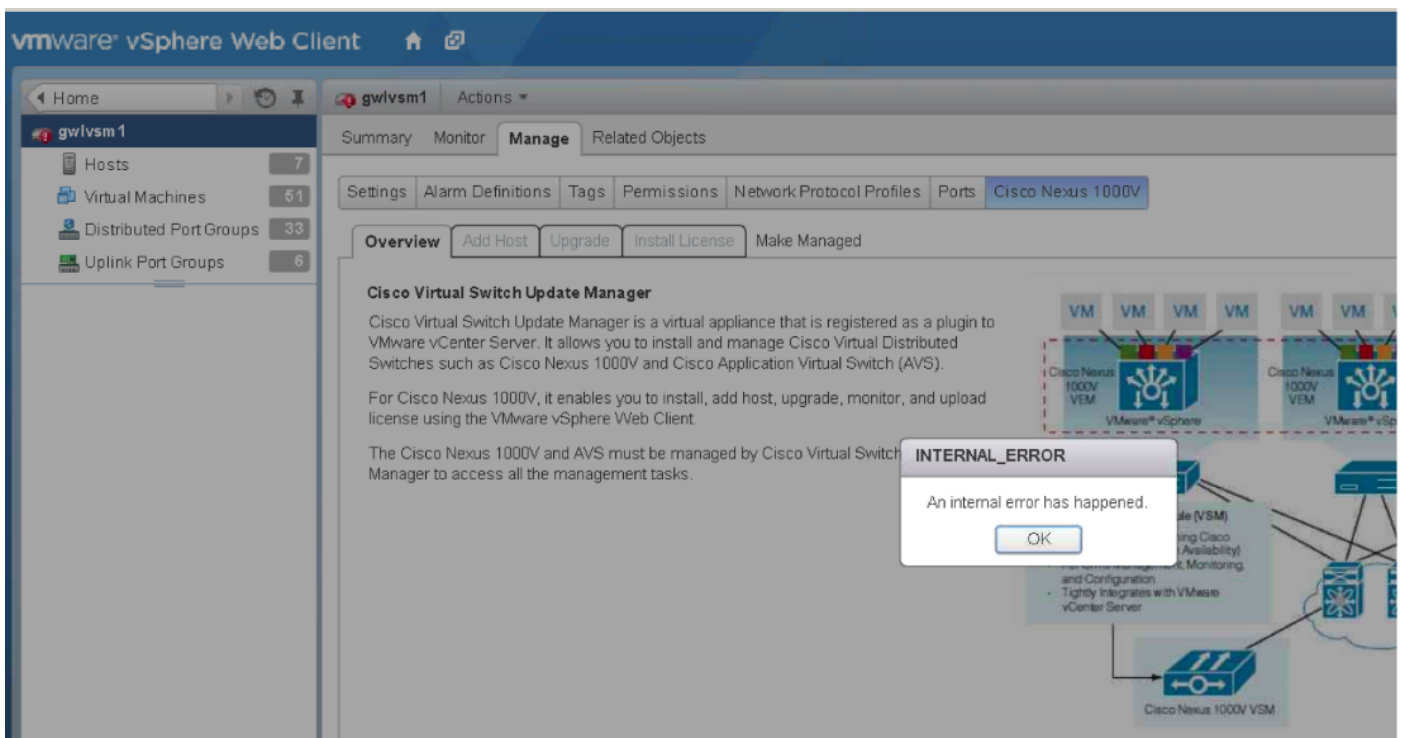 vmware® vSphere Web Client
Home
gwlvsm1 Actions
gwlvsm1
Hosts 7
Virtual Machines 51
Distributed Port Groups 33
Uplink Port Groups 6
Summary Monitor Manage Related Objects
Settings Alarm Definitions Tags Permissions Network Protocol Profiles Ports Cisco Nexus 1000V
Overview Add Host Upgrade Install License Make Managed
Cisco Virtual Switch Update Manager
Cisco Virtual Switch Update Manager is a virtual appliance that is registered as a plugin to
VMware vCenter Server. It allows you to install and manage Cisco Virtual Distributed
Switches such as Cisco Nexus 1000V and Cisco Application Virtual Switch (AVS).
For Cisco Nexus 1000V, it enables you to install, add host, upgrade, monitor, and upload
license using the VMware vSphere Web Client.
The Cisco Nexus 1000V and AVS must be managed by Cisco Virtual Switch
Manager to access all the management tasks.
VM VM VM VM VM VM
Cisco Nexus
1000V
VEM
VMware® vSphere
Cisco Nexus
1000V
VEM
VMware® vSp
INTERNAL_ERROR
An internal error has happened.
OK
(VSM)
Cisco
Availability)
Monitoring,
and Configuration
Tightly Integrates with VMware
vCenter Server
Cisco Nexus 1000V VSM